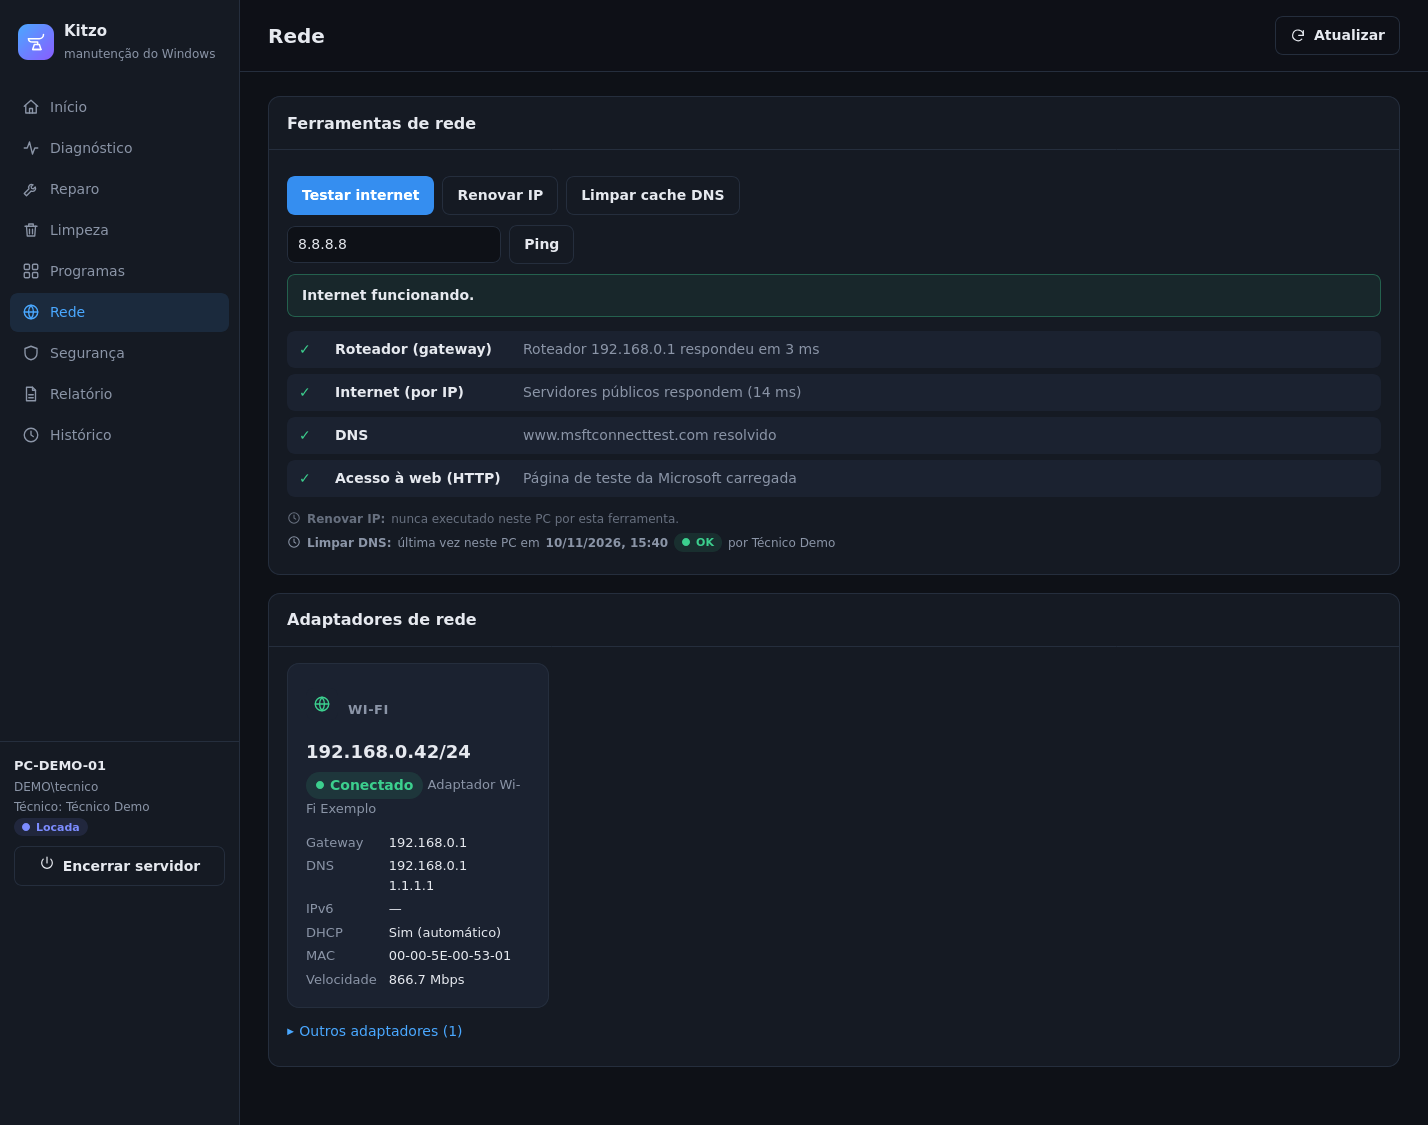 Kitzo
manutenção do Windows
Início
Diagnóstico
Reparo
Limpeza
Programas
Rede
Segurança
Relatório
Histórico
PC-DEMO-01
DEMO\tecnico
Técnico: Técnico Demo
Locada
Encerrar servidor
Rede
Atualizar
Ferramentas de rede
Testar internet Renovar IP Limpar cache DNS
8.8.8.8 Ping
Internet funcionando.
✓ Roteador (gateway) Roteador 192.168.0.1 respondeu em 3 ms
✓ Internet (por IP) Servidores públicos respondem (14 ms)
✓ DNS www.msftconnecttest.com resolvido
✓ Acesso à web (HTTP) Página de teste da Microsoft carregada
Renovar IP: nunca executado neste PC por esta ferramenta.
Limpar DNS: última vez neste PC em 10/11/2026, 15:40 OK por Técnico Demo
Adaptadores de rede
WI-FI
192.168.0.42/24
Conectado Adaptador Wi-
Fi Exemplo
Gateway 192.168.0.1
DNS 192.168.0.1
1.1.1.1
IPv6 —
DHCP Sim (automático)
MAC 00-00-5E-00-53-01
Velocidade 866.7 Mbps
▸ Outros adaptadores (1)